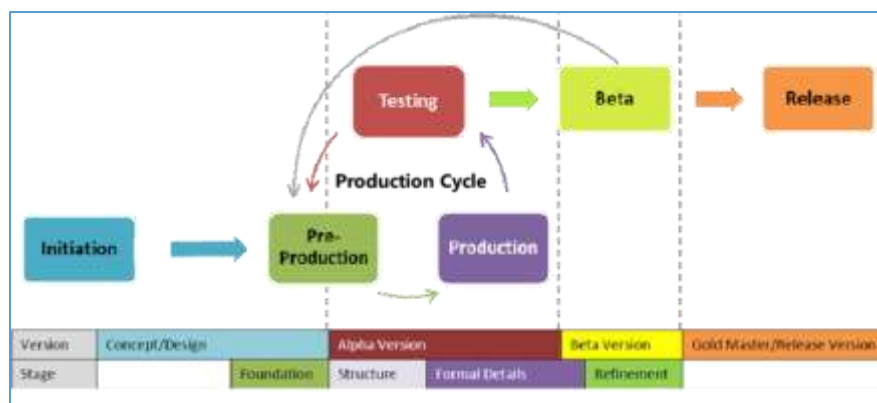 Testing
Beta
Release
Production Cycle
Initiation
Pre-
Production
Production
Version
Concept/Design
Alpha Version
Beta Version
Gold Master/Release Version
Stage
Foundation
Structure
Formal Details
Refinement